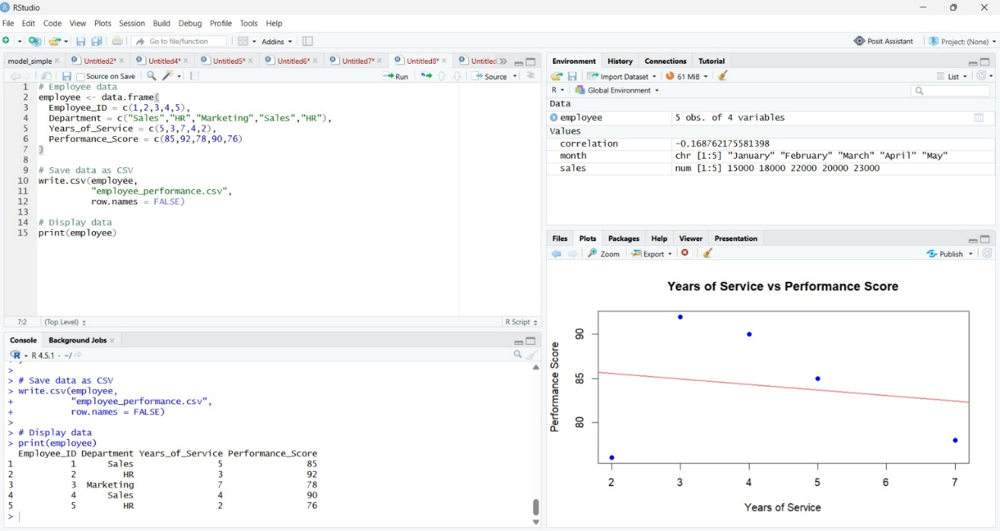 RStudio
File Edit Code View Plots Session Build Debug Profile Tools Help
Go to file/function Addins Posit Assistant Project: (None)
model_simple Untitled2* Untitled4* Untitled5* Untitled6* Untitled7* Untitled8* Untitled
Source on Save Run Source
1 # Employee data
2 employee <- data.frame(
3   Employee_ID = c(1,2,3,4,5),
4   Department = c("Sales","HR","Marketing","Sales","HR"),
5   Years_of_Service = c(5,3,7,4,2),
6   Performance_Score = c(85,92,78,90,76)
7 )
8
9 # Save data as CSV
10 write.csv(employee,
11           "employee_performance.csv",
12           row.names = FALSE)
13
14 # Display data
15 print(employee)
7:2 (Top Level) R Script
Console Background Jobs
R 4.5.1 · ~/
>
> # Save data as CSV
> write.csv(employee,
+           "employee_performance.csv",
+           row.names = FALSE)
>
> # Display data
> print(employee)
  Employee_ID Department Years_of_Service Performance_Score
1           1      Sales                5                85
2           2         HR                3                92
3           3  Marketing                7                78
4           4      Sales                4                90
5           5         HR                2                76
>
Environment History Connections Tutorial
Import Dataset 61 MiB List
R Global Environment
Data
employee 5 obs. of 4 variables
Values
correlation -0.168762175581398
month chr [1:5] "January" "February" "March" "April" "May"
sales num [1:5] 15000 18000 22000 20000 23000
Files Plots Packages Help Viewer Presentation
Zoom Export Publish
Years of Service vs Performance Score
Performance Score
90
85
80
2 3 4 5 6 7
Years of Service